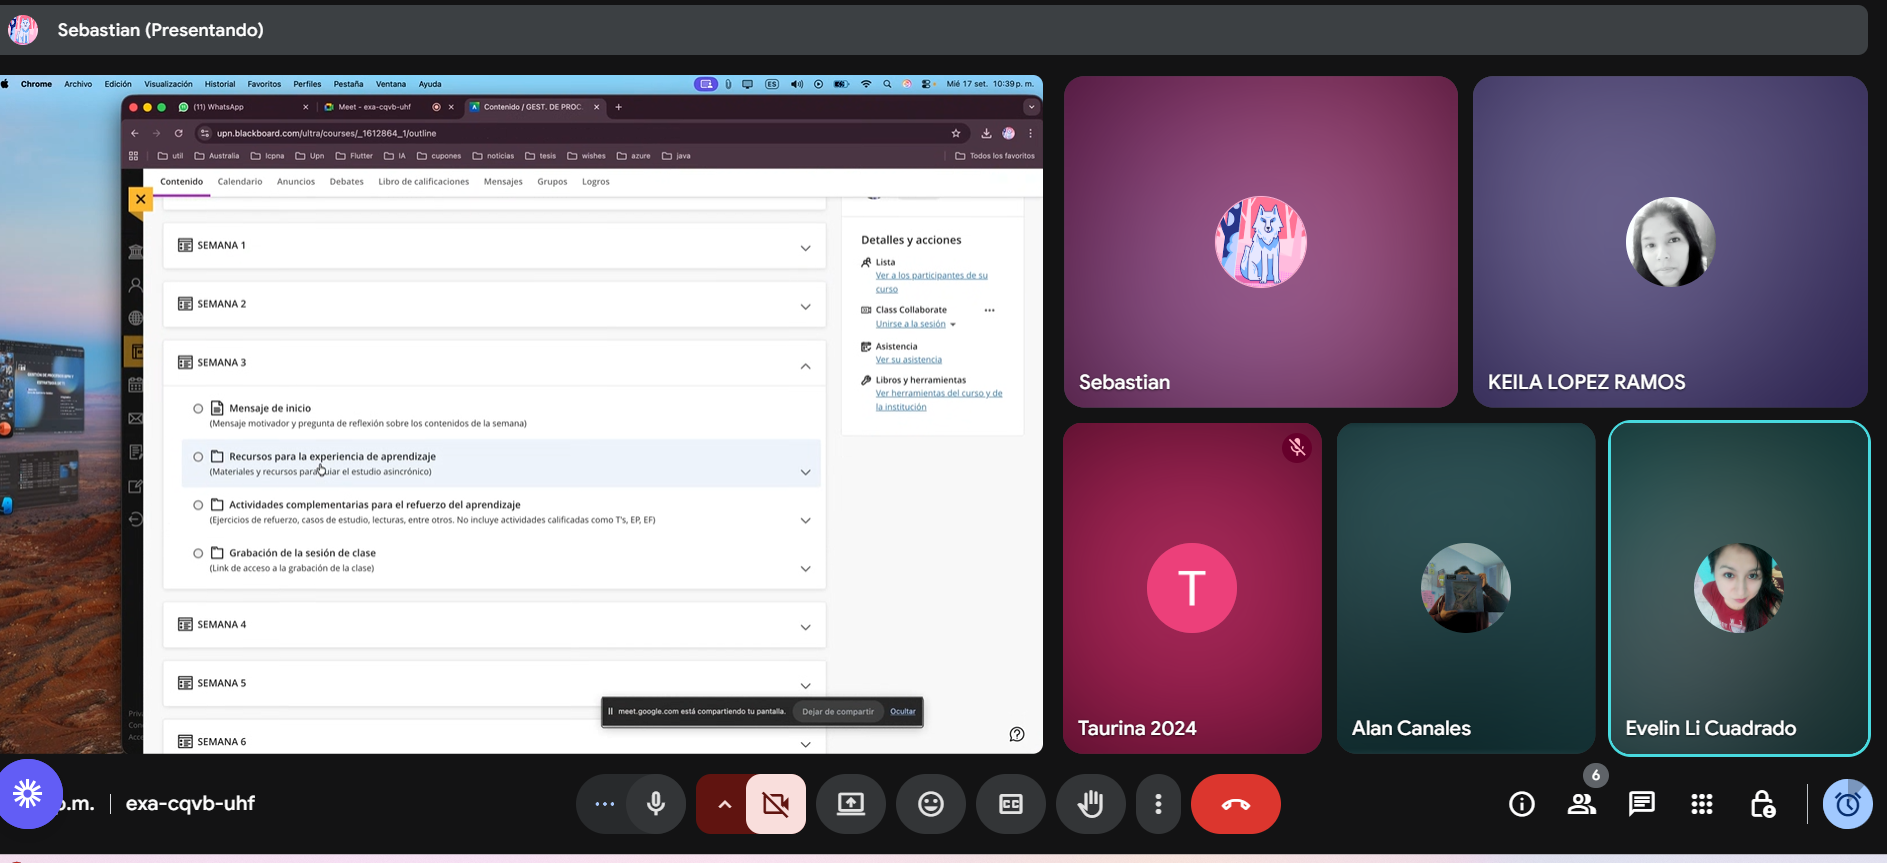 Sebastian (Presentando)
Chrome Archivo Edición Visualización Historial Favoritos Perfiles Pestaña Ventana Ayuda
ES
Mié 17 set. 10:39 p. m.
(11) WhatsApp
Meet - exa-cqvb-uhf
Contenido / GEST. DE PROC
upn.blackboard.com/ultra/courses/_1612864_1/outline
util Australia Icpna Upn Flutter IA cupones noticias tesis wishes azure java
Todos los favoritos
Contenido Calendario Anuncios Debates Libro de calificaciones Mensajes Grupos Logros
SEMANA 1
SEMANA 2
SEMANA 3
Mensaje de inicio
(Mensaje motivador y pregunta de reflexión sobre los contenidos de la semana)
Recursos para la experiencia de aprendizaje
(Materiales y recursos para guiar el estudio asincrónico)
Actividades complementarias para el refuerzo del aprendizaje
(Ejercicios de refuerzo, casos de estudio, lecturas, entre otros. No incluye actividades calificadas como T's, EP, EF)
Grabación de la sesión de clase
(Link de acceso a la grabación de la clase)
SEMANA 4
SEMANA 5
SEMANA 6
Detalles y acciones
Lista
Ver a los participantes de su
curso
Class Collaborate
Unirse a la sesión
Asistencia
Ver su asistencia
Libros y herramientas
Ver herramientas del curso y de
la institución
meet.google.com está compartiendo tu pantalla.
Dejar de compartir
Ocultar
Sebastian
KEILA LOPEZ RAMOS
T
Taurina 2024
Alan Canales
Evelin Li Cuadrado
p.m.
exa-cqvb-uhf
6